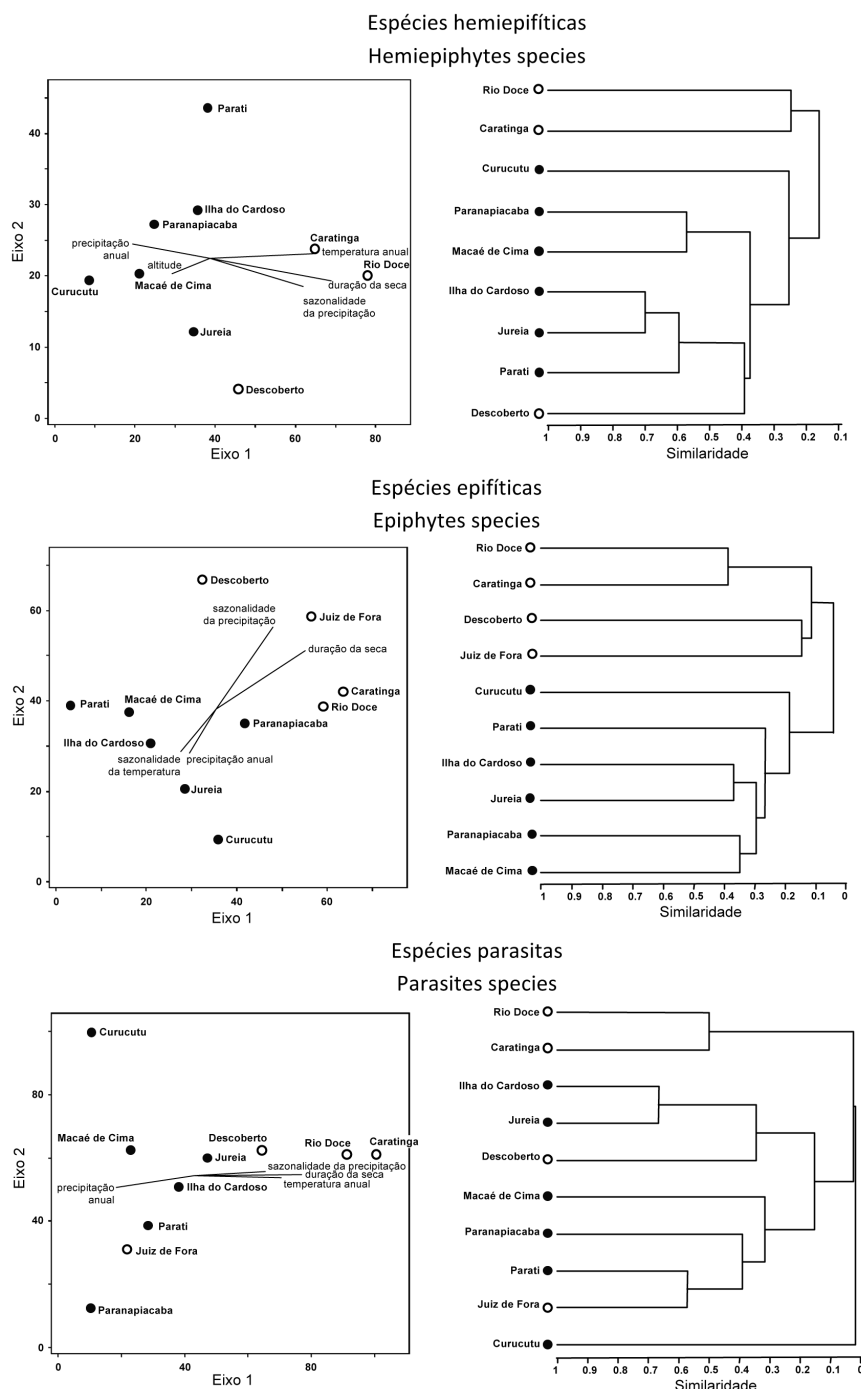 Espécies hemiepifíticas
Hemiepiphytes species
Eixo 2
40
30
20
10
0
Parati
Ilha do Cardoso
Paranapiacaba
precipitação
anual
altitude
Macaé de Cima
Curucutu
Caratinga
temperatura anual
Rio Doce
duração da seca
sazonalidade
da precipitação
Jureia
Descoberto
0 20 40 60 80
Eixo 1
Rio Doce
Caratinga
Curucutu
Paranapiacaba
Macaé de Cima
Ilha do Cardoso
Jureia
Parati
Descoberto
1 0.9 0.8 0.7 0.6 0.5 0.4 0.3 0.2 0.1
Similaridade
Espécies epifíticas
Epiphytes species
Eixo 2
60
40
20
0
Descoberto
sazonalidade
da precipitação
Juiz de Fora
duração da seca
Parati
Macaé de Cima
Caratinga
Rio Doce
Paranapiacaba
Ilha do Cardoso
sazonalidade
da temperatura
precipitação anual
Jureia
Curucutu
0 20 40 60
Eixo 1
Rio Doce
Caratinga
Descoberto
Juiz de Fora
Curucutu
Parati
Ilha do Cardoso
Jureia
Paranapiacaba
Macaé de Cima
1 0.9 0.8 0.7 0.6 0.5 0.4 0.3 0.2 0.1 0
Similaridade
Espécies parasitas
Parasites species
Eixo 2
80
40
0
Curucutu
Macaé de Cima
Descoberto
Rio Doce
Caratinga
Jureia
sazonalidade da precipitação
duração da seca
temperatura anual
precipitação
anual
Ilha do Cardoso
Parati
Juiz de Fora
Paranapiacaba
0 40 80
Eixo 1
Rio Doce
Caratinga
Ilha do Cardoso
Jureia
Descoberto
Macaé de Cima
Paranapiacaba
Parati
Juiz de Fora
Curucutu
1 0.9 0.8 0.7 0.6 0.5 0.4 0.3 0.2 0.1 0
Similaridade